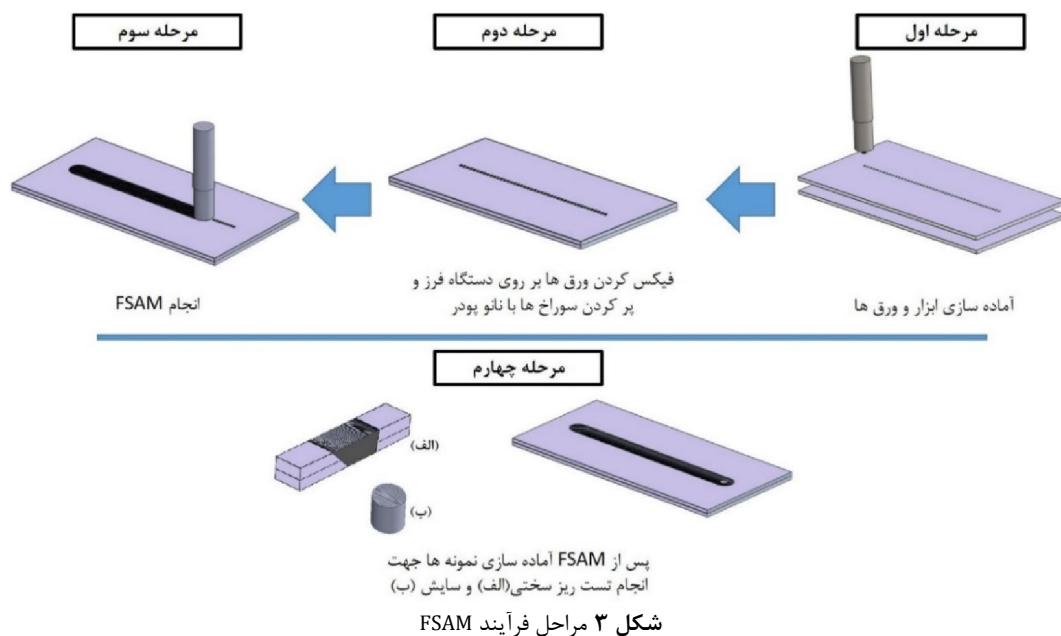 مرحله اول
مرحله دوم
مرحله سوم
آماده سازی ابزار و ورق ها
فیکس کردن ورق ها بر روی دستگاه فرز و
پر کردن سوراخ ها با نانو پودر
انجام FSAM
مرحله چهارم
(الف)
(ب)
پس از FSAM آماده سازی نمونه ها جهت
انجام تست ریز سختی(الف) و سایش (ب)
شکل ۳ مراحل فرآیند FSAM